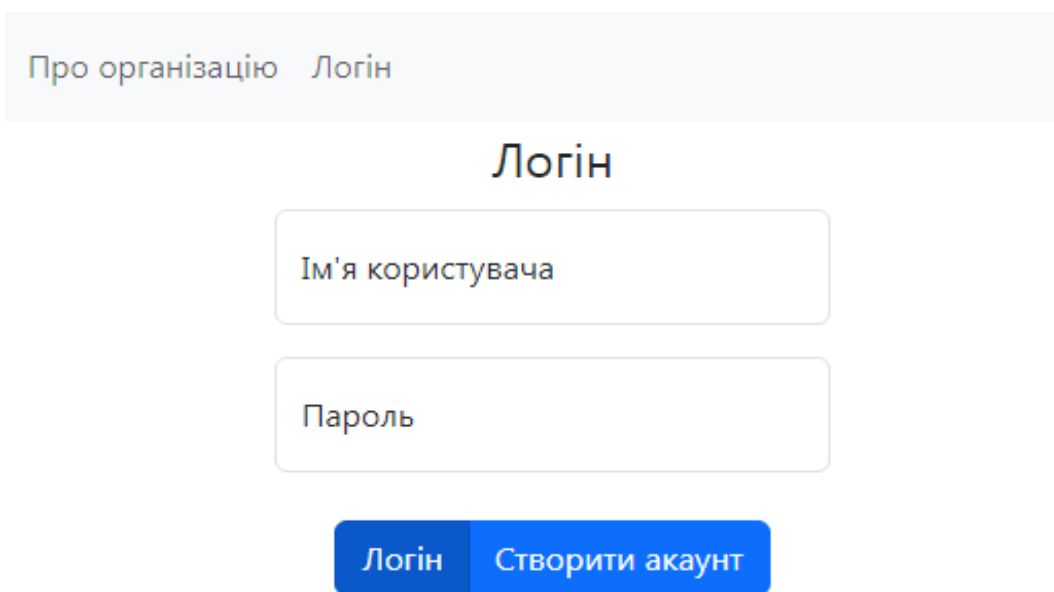 Про організацію Логін
Логін
Ім'я користувача
Пароль
Логін Створити акаунт